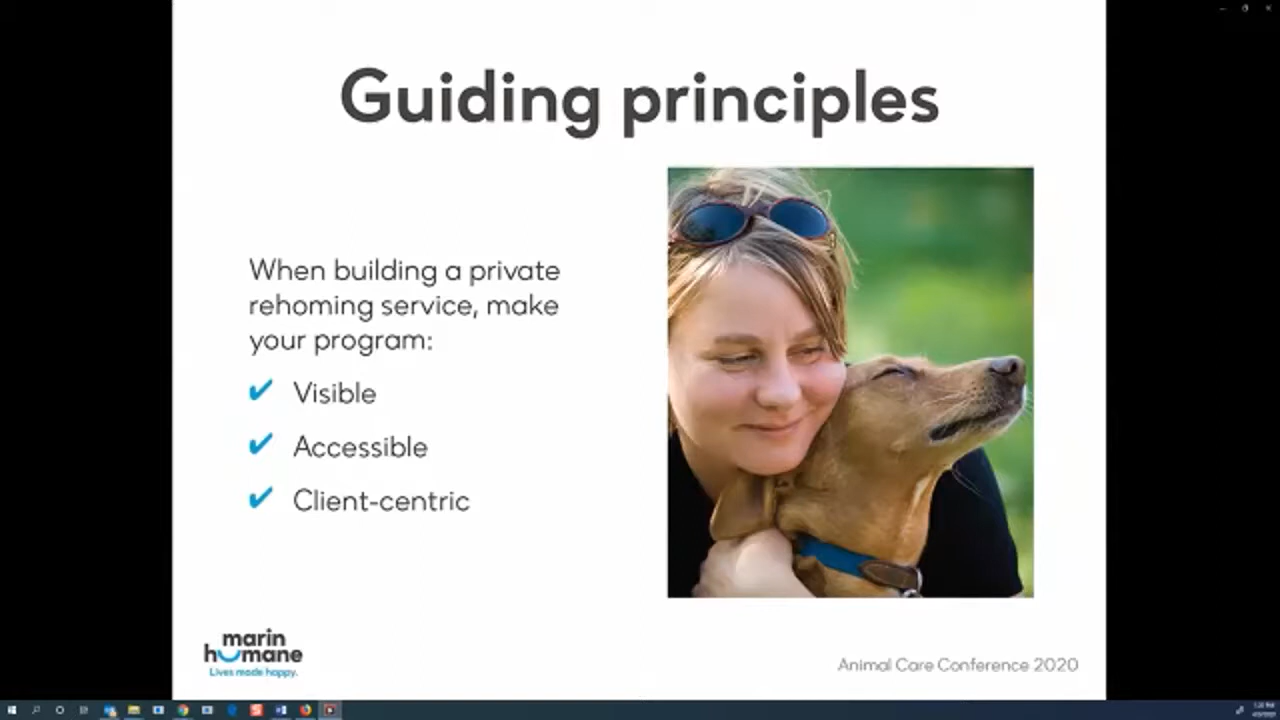 Guiding principles
When building a private
rehoming service, make
your program:
✔ Visible
✔ Accessible
✔ Client-centric
marin
humane
Lives made happy.
Animal Care Conference 2020